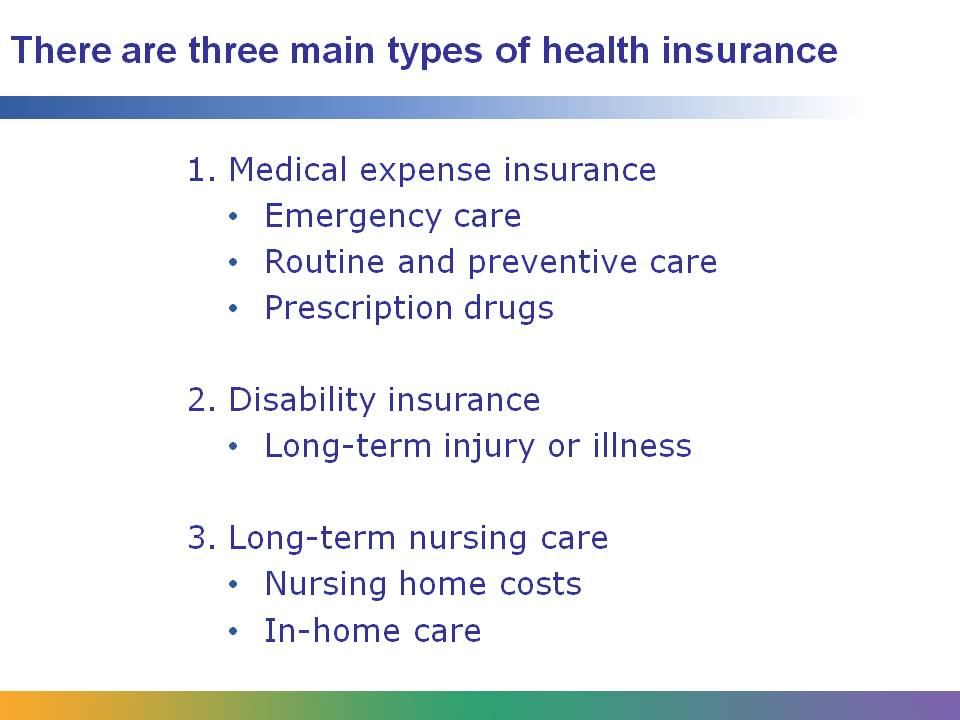 There are three main types of health insurance
1. Medical expense insurance
• Emergency care
• Routine and preventive care
• Prescription drugs
2. Disability insurance
• Long-term injury or illness
3. Long-term nursing care
• Nursing home costs
• In-home care